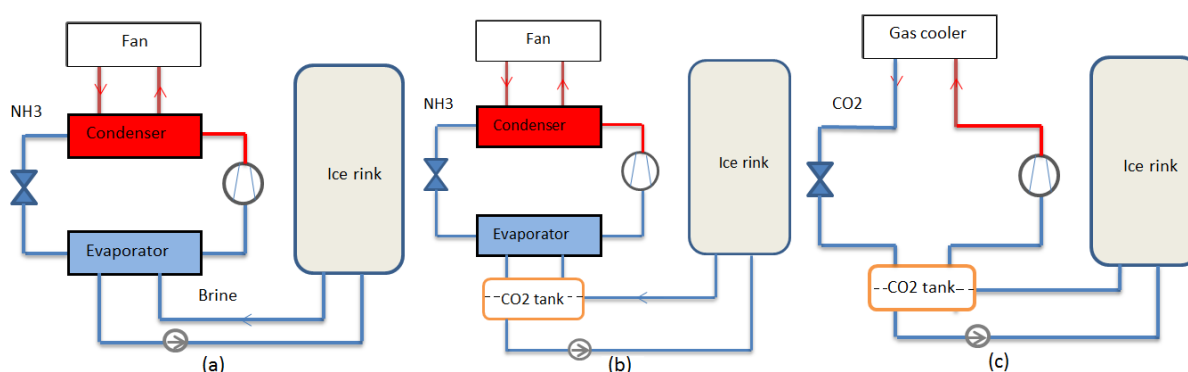 Fan
NH3
Condenser
Ice rink
Evaporator
Brine
(a)
Fan
NH3
Condenser
Ice rink
Evaporator
CO2 tank
(b)
Gas cooler
CO2
Ice rink
CO2 tank
(c)